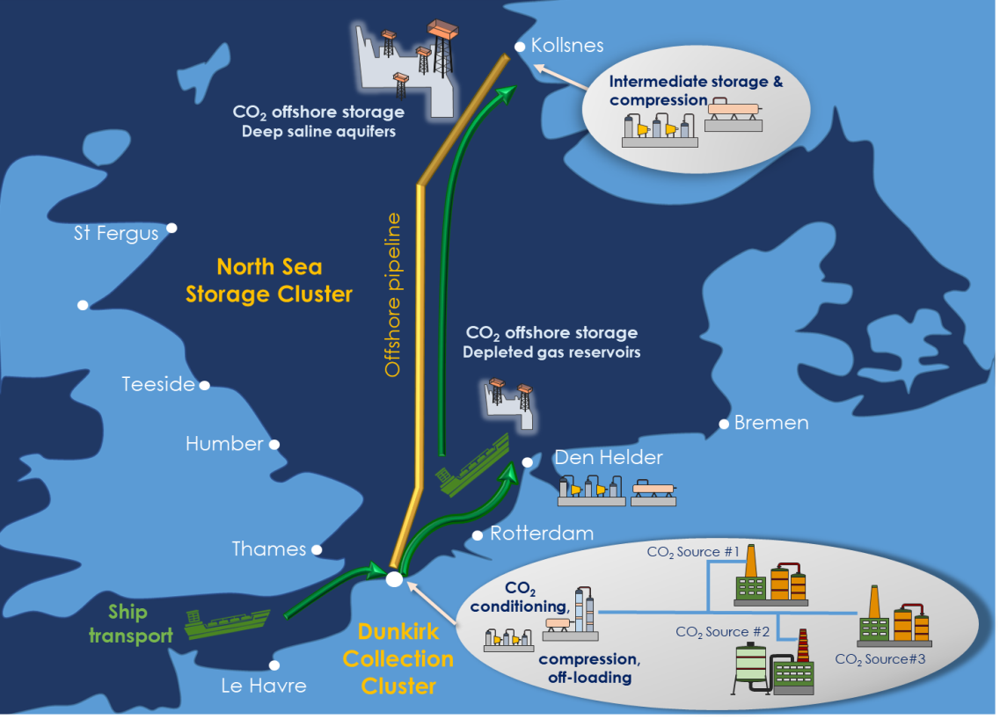 Kollsnes
Intermediate storage &
compression
CO₂ offshore storage
Deep saline aquifers
St Fergus
North Sea
Storage Cluster
Offshore pipeline
CO₂ offshore storage
Depleted gas reservoirs
Teeside
Bremen
Humber
Den Helder
Rotterdam
Thames
CO₂ Source #1
CO₂
conditioning,
compression,
off-loading
CO₂ Source #2
CO₂ Source#3
Ship
transport
Dunkirk
Collection
Cluster
Le Havre